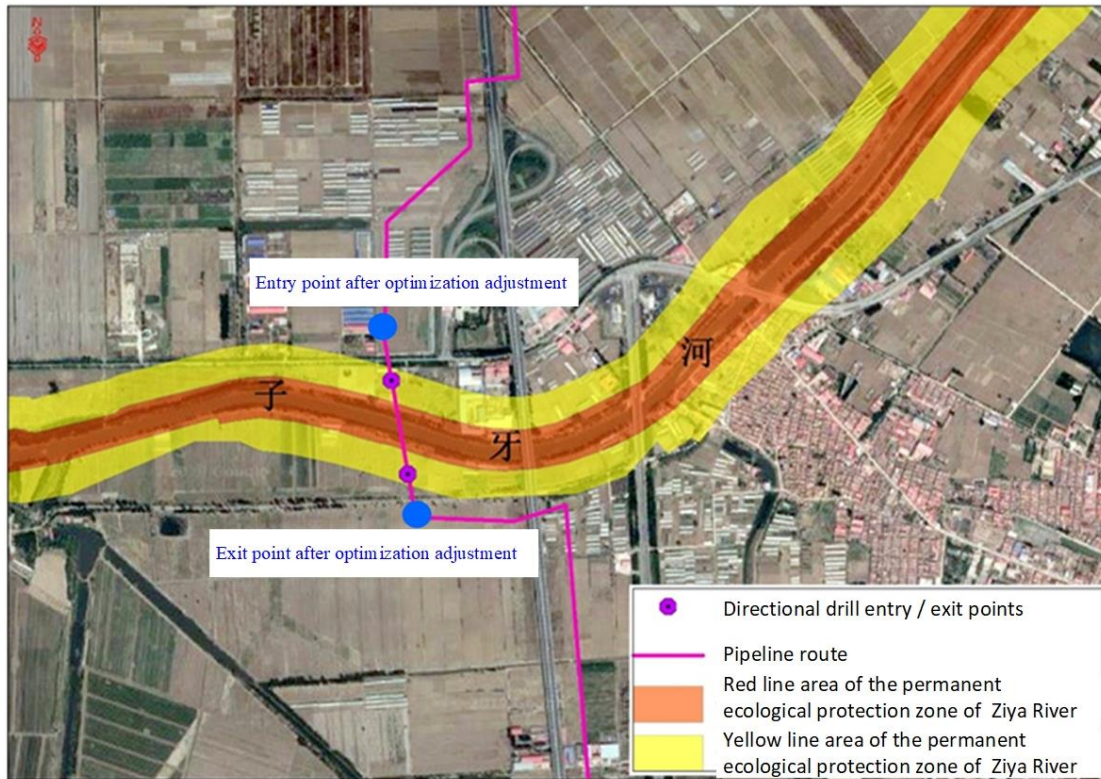 Entry point after optimization adjustment
河
子
牙
Exit point after optimization adjustment
Directional drill entry / exit points
Pipeline route
Red line area of the permanent
ecological protection zone of Ziya River
Yellow line area of the permanent
ecological protection zone of Ziya River